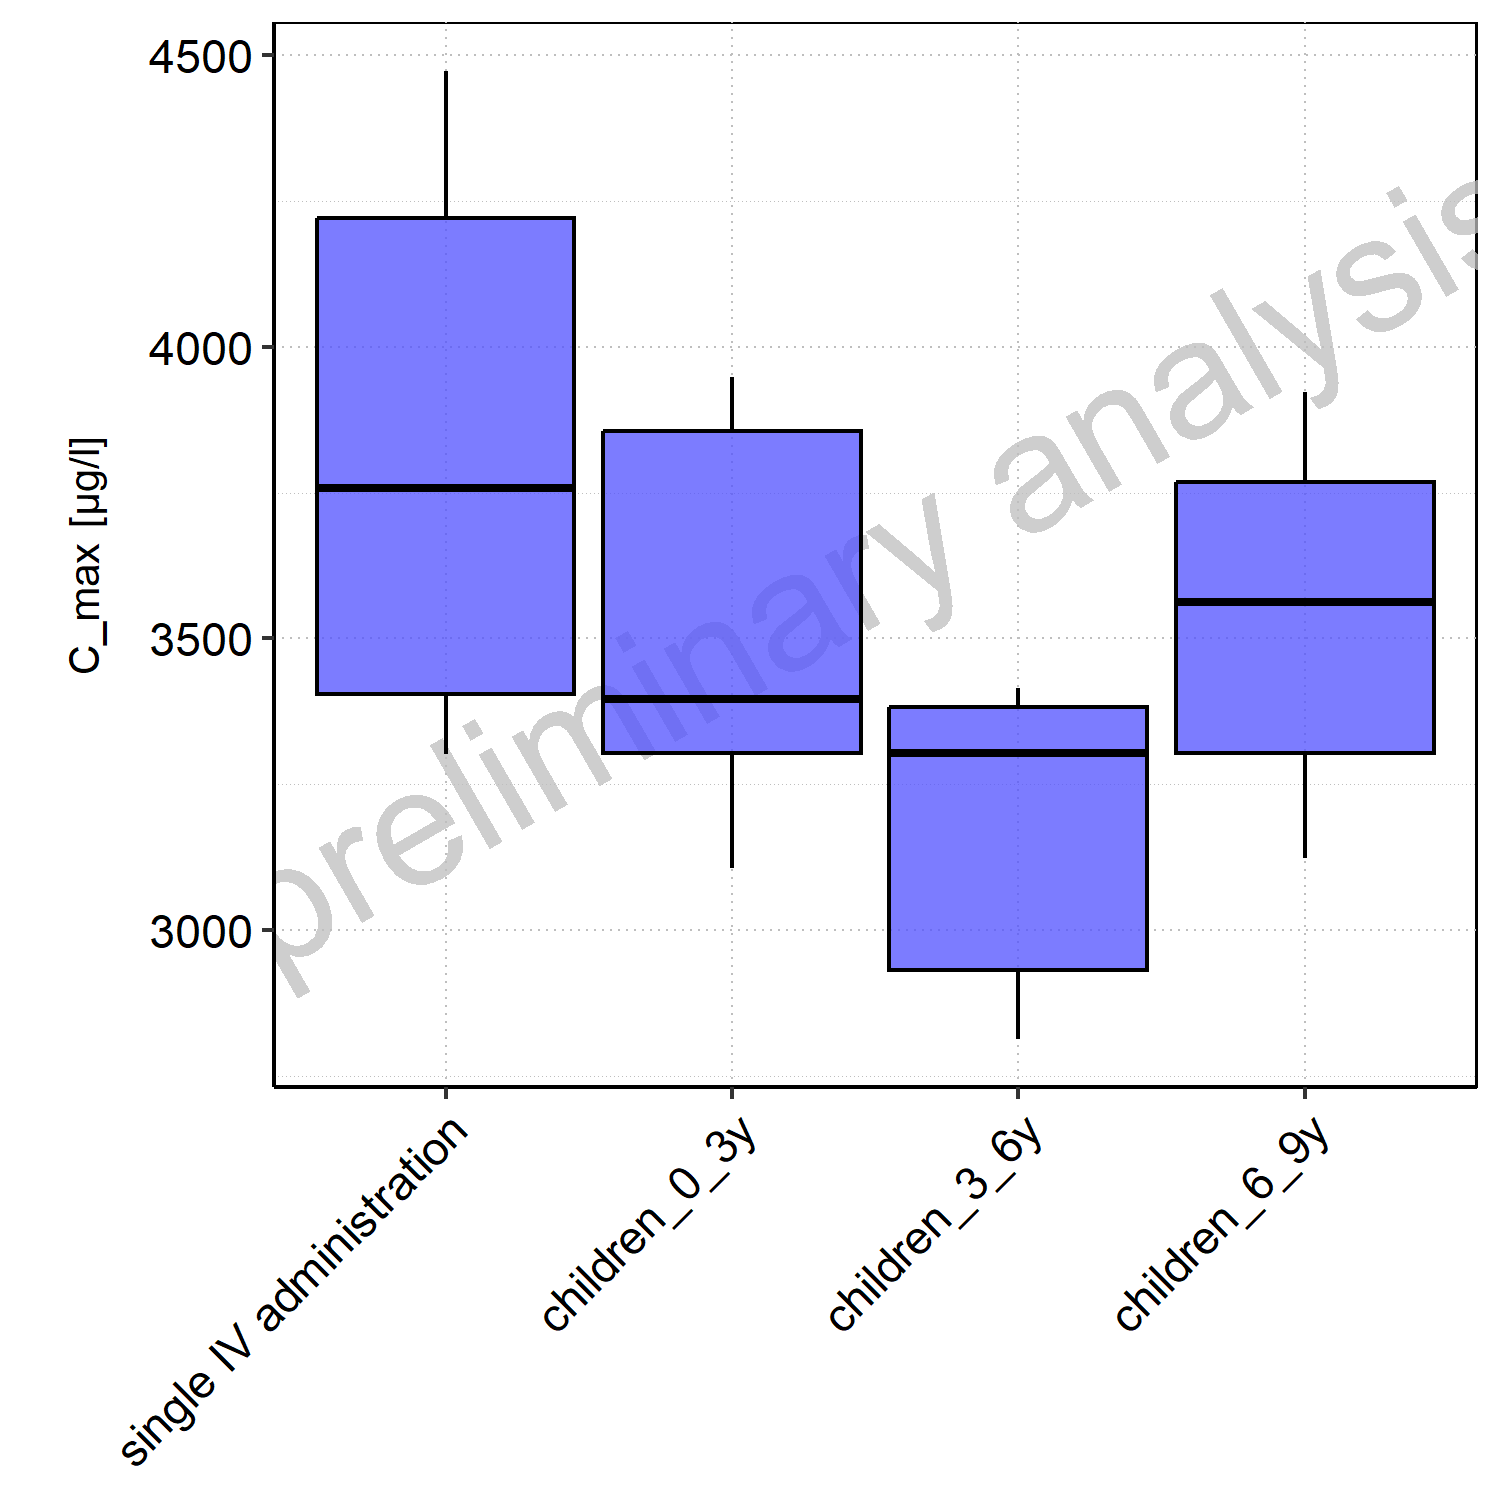 4500
4000
3500
3000
C_max [µg/l]
preliminary analysis
single IV administration
children_0_3y
children_3_6y
children_6_9y